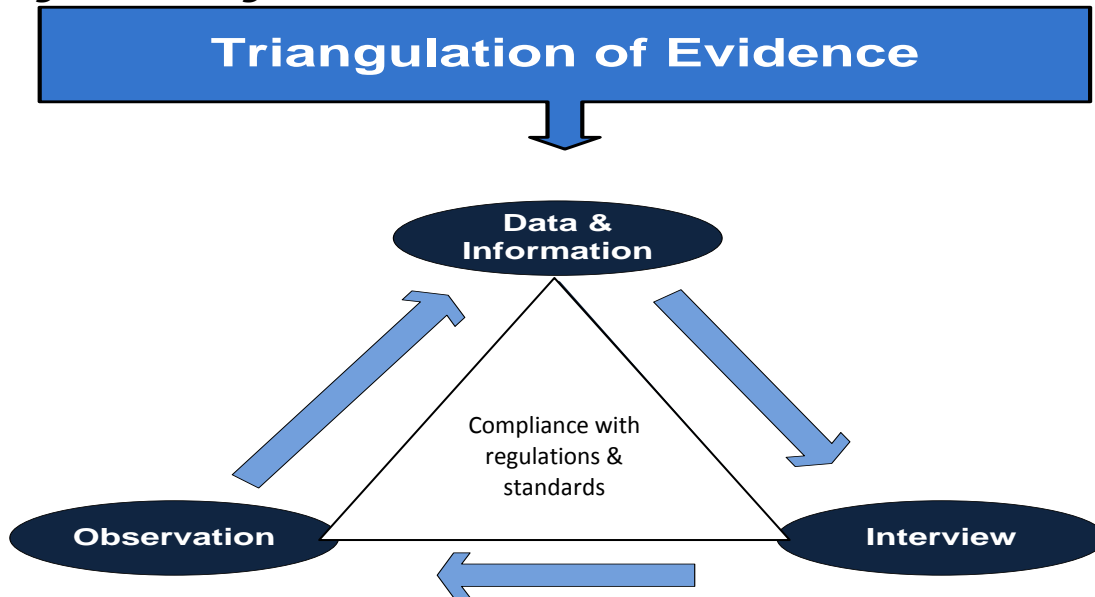 Triangulation of Evidence
Data &
Information
Compliance with
regulations &
standards
Observation
Interview